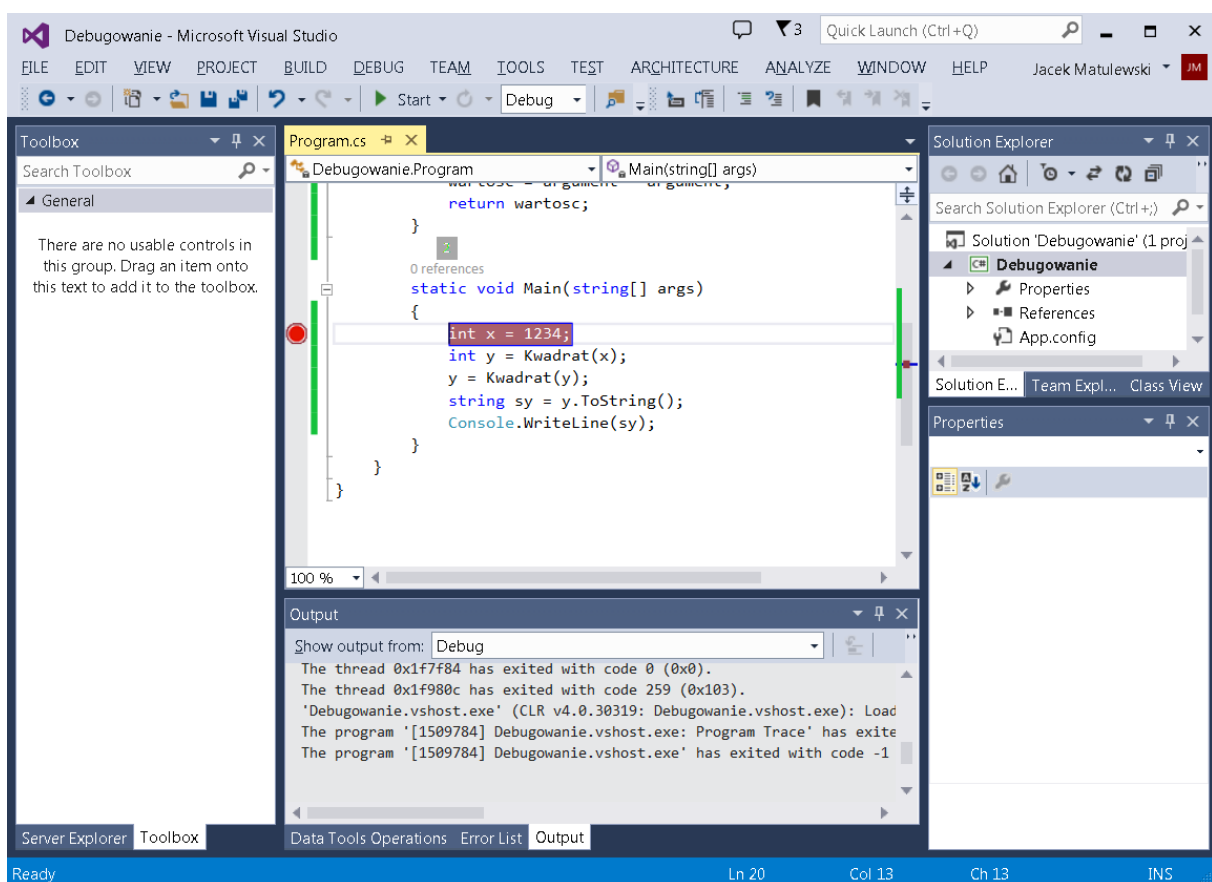 Debugowanie - Microsoft Visual Studio
3
Quick Launch (Ctrl+Q)
FILE EDIT VIEW PROJECT BUILD DEBUG TEAM TOOLS TEST ARCHITECTURE ANALYZE WINDOW HELP
Jacek Matulewski
JM
Start
Debug
Toolbox
Search Toolbox
General
There are no usable controls in
this group. Drag an item onto
this text to add it to the toolbox.
Server Explorer Toolbox
Program.cs
Debugowanie.Program
Main(string[] args)
wartosc = argument argument;
return wartosc;
}
0 references
static void Main(string[] args)
{
int x = 1234;
int y = Kwadrat(x);
y = Kwadrat(y);
string sy = y.ToString();
Console.WriteLine(sy);
}
}
}
100 %
Output
Show output from: Debug
The thread 0x1f7f84 has exited with code 0 (0x0).
The thread 0x1f980c has exited with code 259 (0x103).
'Debugowanie.vshost.exe' (CLR v4.0.30319: Debugowanie.vshost.exe): Load
The program '[1509784] Debugowanie.vshost.exe: Program Trace' has exite
The program '[1509784] Debugowanie.vshost.exe' has exited with code -1
Data Tools Operations Error List Output
Solution Explorer
Search Solution Explorer (Ctrl+;)
Solution 'Debugowanie' (1 proj
C# Debugowanie
Properties
References
App.config
Solution E... Team Expl... Class View
Properties
Ready
Ln 20
Col 13
Ch 13
INS